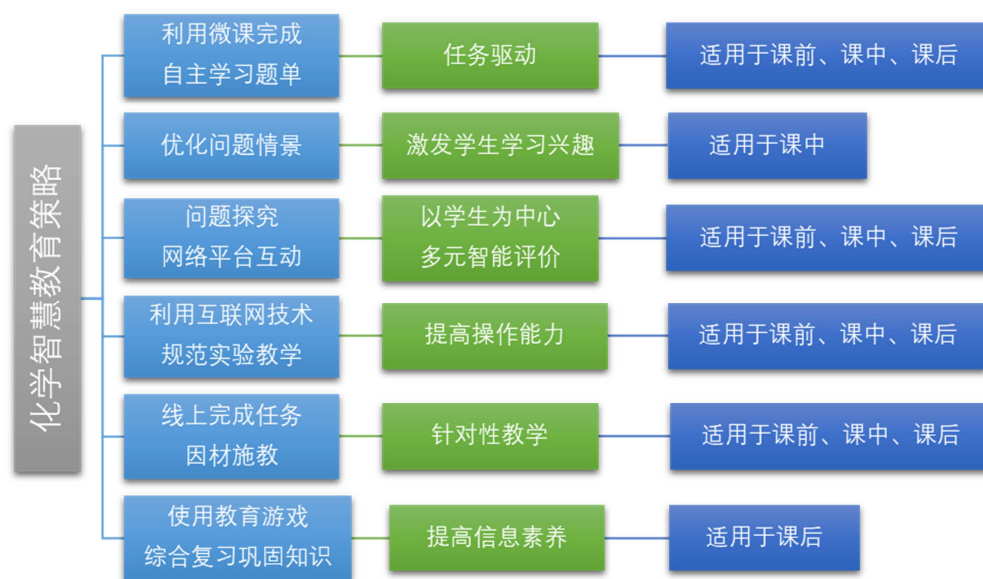 化学智慧教育策略
利用微课完成
自主学习题单
任务驱动
适用于课前、课中、课后
优化问题情景
激发学生学习兴趣
适用于课中
问题探究
网络平台互动
以学生为中心
多元智能评价
适用于课前、课中、课后
利用互联网技术
规范实验教学
提高操作能力
适用于课前、课中、课后
线上完成任务
因材施教
针对性教学
适用于课前、课中、课后
使用教育游戏
综合复习巩固知识
提高信息素养
适用于课后